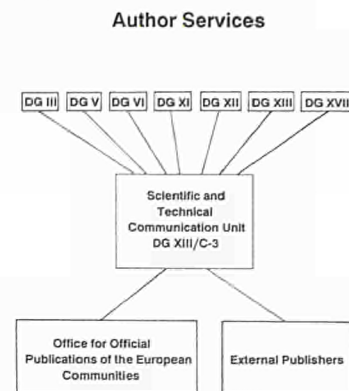 Author Services
DG III DG V DG VI DG XI DG XII DG XIII DG XVII
Scientific and
Technical
Communication Unit
DG XIII/C-3
Office for Official
Publications of the European
Communities
External Publishers